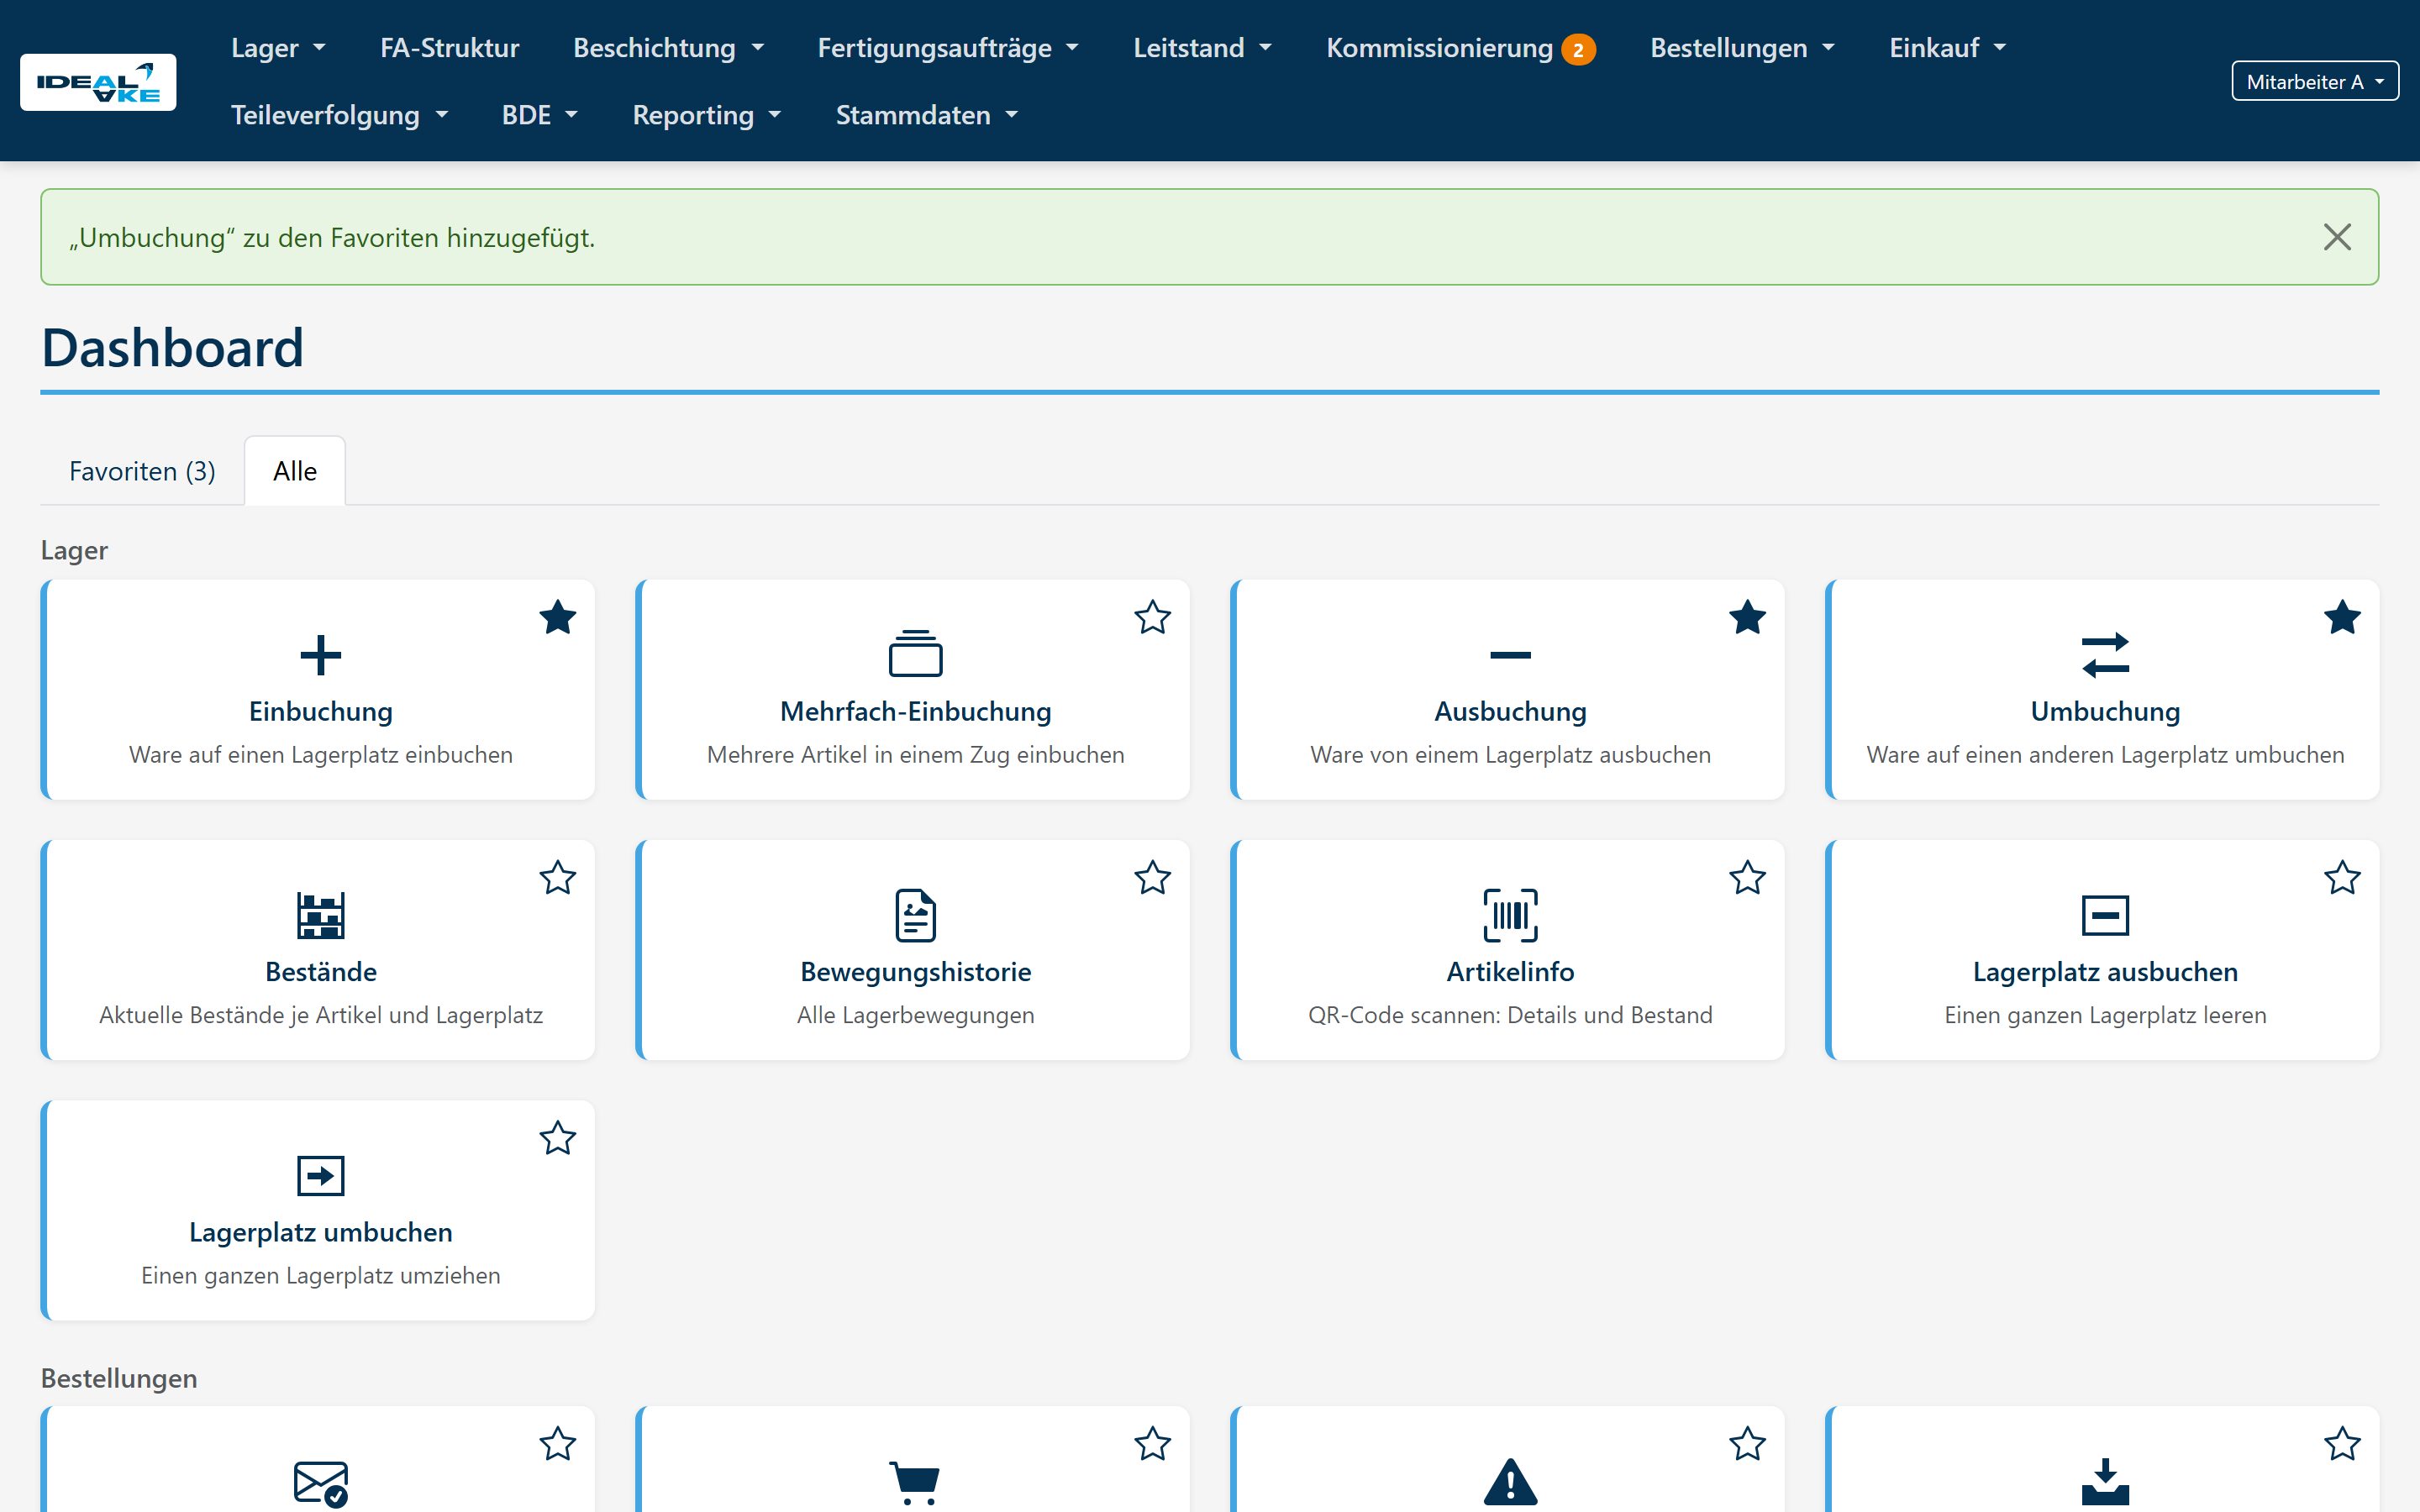 IDEAL AKE
Lager FA-Struktur Beschichtung Fertigungsaufträge Leitstand Kommissionierung 2 Bestellungen Einkauf
Teileverfolgung BDE Reporting Stammdaten
Mitarbeiter A
„Umbuchung“ zu den Favoriten hinzugefügt.
Dashboard
Favoriten (3) Alle
Lager
Einbuchung
Ware auf einen Lagerplatz einbuchen
Mehrfach-Einbuchung
Mehrere Artikel in einem Zug einbuchen
Ausbuchung
Ware von einem Lagerplatz ausbuchen
Umbuchung
Ware auf einen anderen Lagerplatz umbuchen
Bestände
Aktuelle Bestände je Artikel und Lagerplatz
Bewegungshistorie
Alle Lagerbewegungen
Artikelinfo
QR-Code scannen: Details und Bestand
Lagerplatz ausbuchen
Einen ganzen Lagerplatz leeren
Lagerplatz umbuchen
Einen ganzen Lagerplatz umziehen
Bestellungen